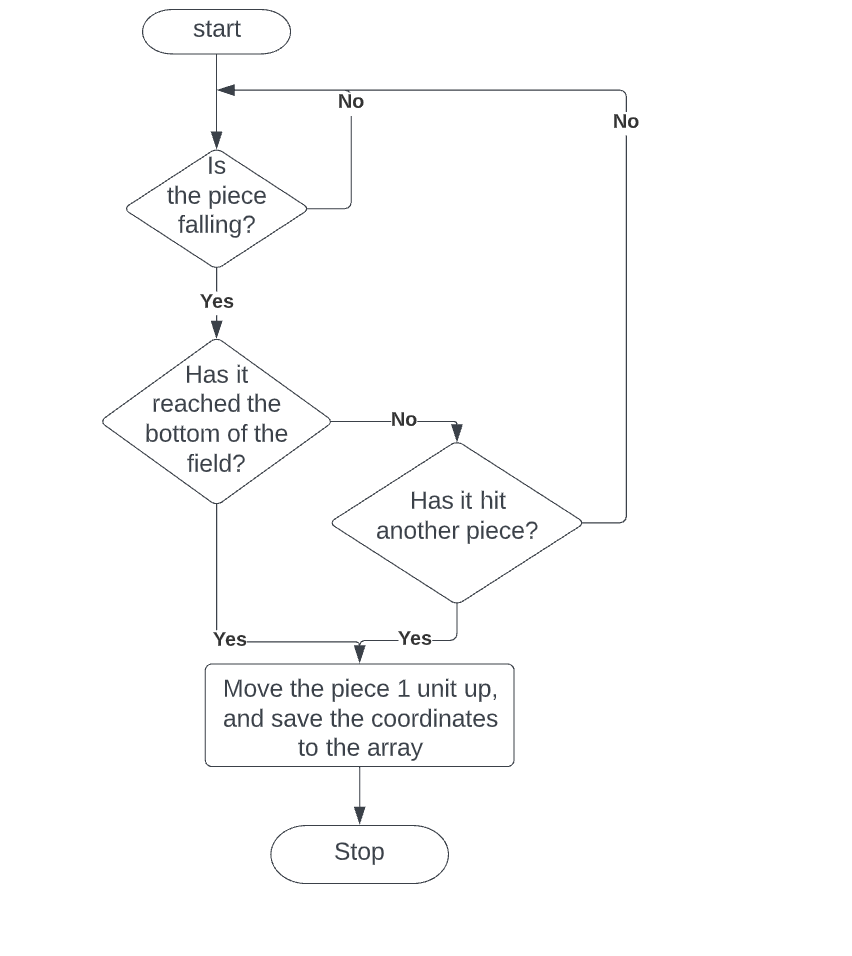 start
No
No
Is
the piece
falling?
Yes
Has it
reached the
bottom of the
field?
No
Has it hit
another piece?
Yes
Yes
Move the piece 1 unit up,
and save the coordinates
to the array
Stop